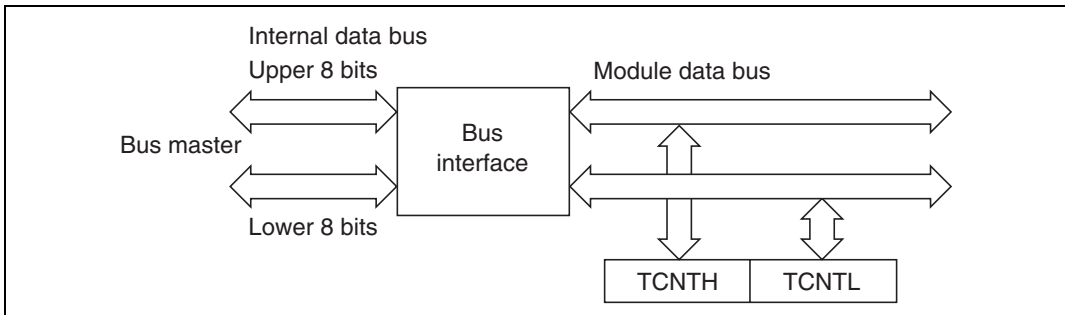 Internal data bus
Upper 8 bits
Module data bus
Bus master
Bus
interface
Lower 8 bits
TCNTH
TCNTL